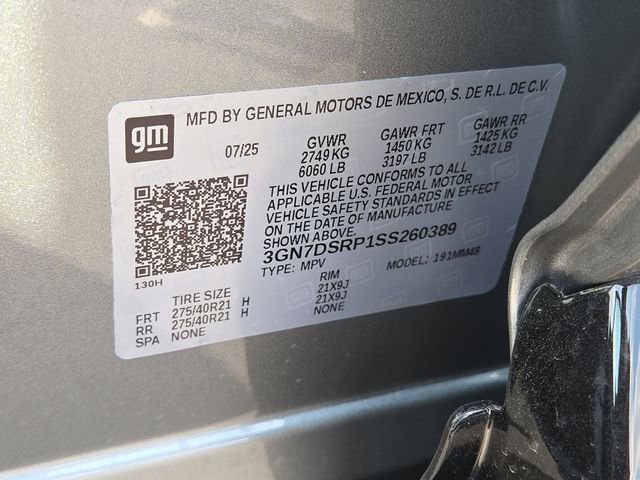 MFD BY GENERAL MOTORS DE MEXICO, S. DE R.L. DE C.V.
gm
07/25
GVWR
2749 KG
6060 LB
GAWR FRT
1450 KG
3197 LB
GAWR RR
1425 KG
3142 LB
THIS VEHICLE CONFORMS TO ALL
APPLICABLE U.S. FEDERAL MOTOR
VEHICLE SAFETY STANDARDS IN EFFECT
ON THE DATE OF MANUFACTURE
SHOWN ABOVE.
3GN7DSRP1SS260389
TYPE: MPV
MODEL: 191MM48
130H
TIRE SIZE
RIM
FRT 275/40R21 H 21X9J
RR 275/40R21 H 21X9J
SPA NONE NONE